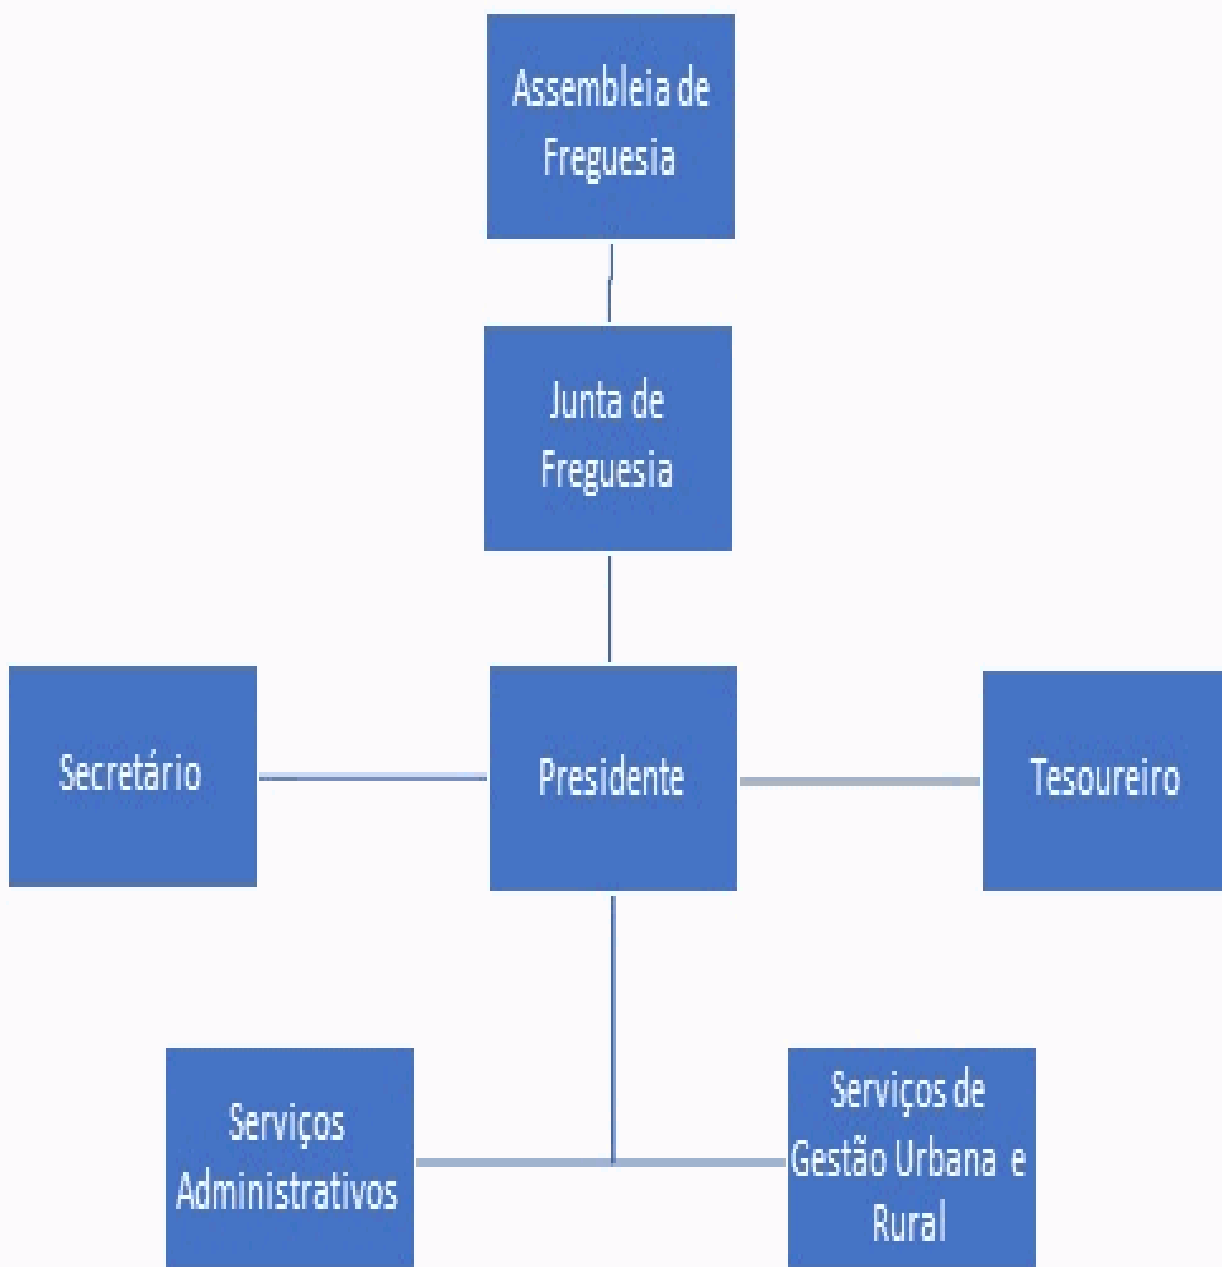 Assembleia de
Freguesia
Junta de
Freguesia
Secretário
Presidente
Tesoureiro
Serviços
Administrativos
Serviços de
Gestão Urbana e
Rural